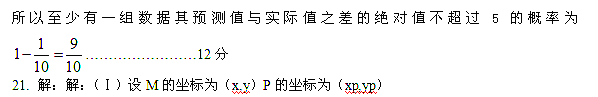 所以至少有一组数据其预测值与实际值之差的绝对值不超过 5 的概率为
1−1/10=9/10……………………12 分
21. 解：解：（Ⅰ）设 M 的坐标为（x,y）P 的坐标为（xp,yp）